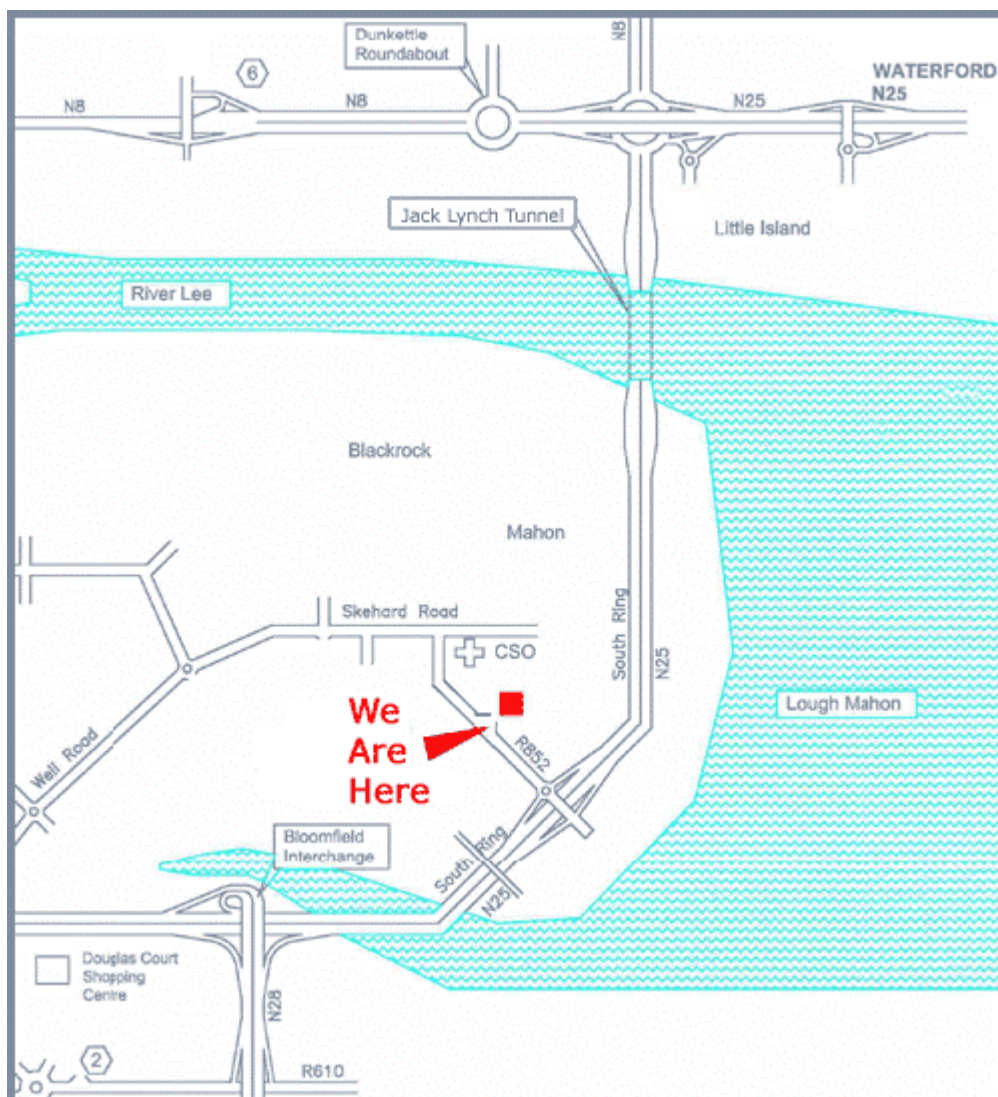 Dunkettle
Roundabout
N8
6
WATERFORD
N25
N8
N8
N25
Jack Lynch Tunnel
Little Island
River Lee
Blackrock
Mahon
Skehard Road
South Ring
N25
CSO
Lough Mahon
We
Are
Here
R852
Well Road
Bloomfield
Interchange
South Ring
N25
Douglas Court
Shopping
Centre
N28
2
R610